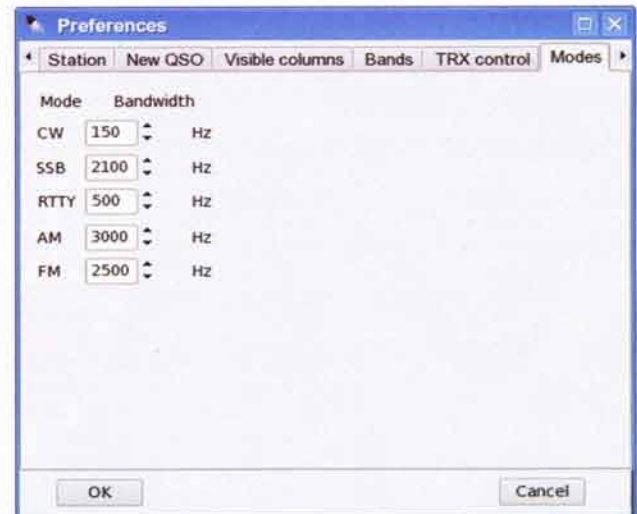 Preferences
Station New QSO Visible columns Bands TRX control Modes
Mode Bandwidth
CW 150 Hz
SSB 2100 Hz
RTTY 500 Hz
AM 3000 Hz
FM 2500 Hz
OK Cancel